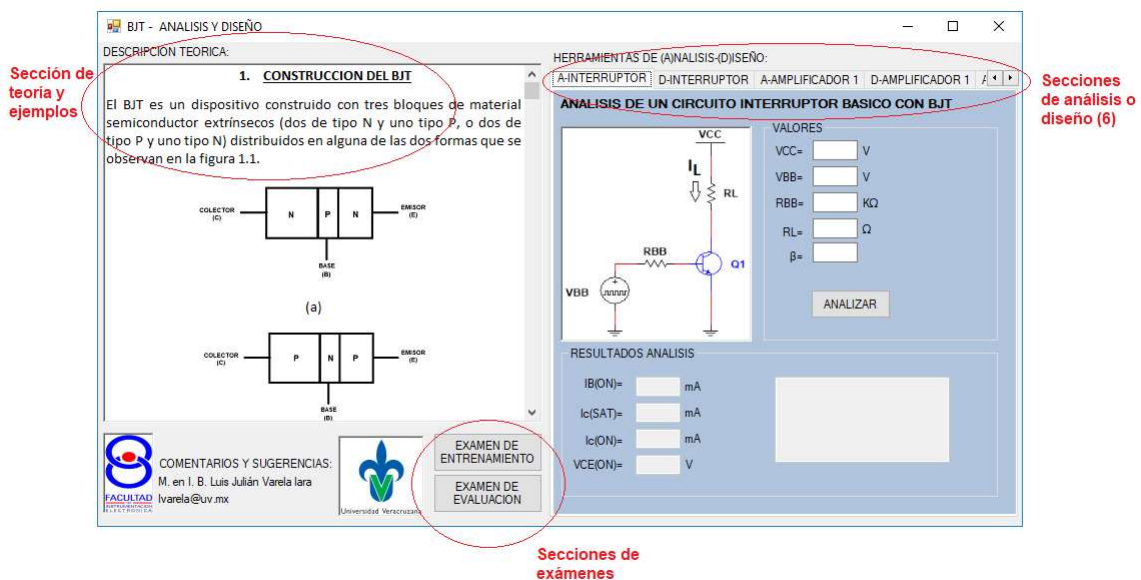 BJT - ANALISIS Y DISEÑO
DESCRIPCION TEORICA:
Sección de
teoría y
ejemplos
1. CONSTRUCCION DEL BJT
El BJT es un dispositivo construido con tres bloques de material
semiconductor extrínsecos (dos de tipo N y uno tipo P, o dos de
tipo P y uno tipo N) distribuidos en alguna de las dos formas que se
observan en la figura 1.1.
COLECTOR
(C)
N
P
N
EMISOR
(E)
BASE
(B)
(a)
COLECTOR
(C)
P
N
P
EMISOR
(E)
BASE
(B)
FACULTAD
INSTRUMENTACION
ELECTRONICA
COMENTARIOS Y SUGERENCIAS:
M. en I. B. Luis Julián Varela lara
lvarela@uv.mx
Universidad Veracruzana
EXAMEN DE
ENTRENAMIENTO
EXAMEN DE
EVALUACION
Secciones de
exámenes
HERRAMIENTAS DE (A)NALISIS-(D)ISEÑO:
A-INTERRUPTOR
D-INTERRUPTOR
A-AMPLIFICADOR 1
D-AMPLIFICADOR 1
Secciones
de análisis o
diseño (6)
ANALISIS DE UN CIRCUITO INTERRUPTOR BASICO CON BJT
VCC
IL
RL
RBB
Q1
VBB
VALORES
VCC= V
VBB= V
RBB= KΩ
RL= Ω
β=
ANALIZAR
RESULTADOS ANALISIS
IB(ON)= mA
Ic(SAT)= mA
Ic(ON)= mA
VCE(ON)= V